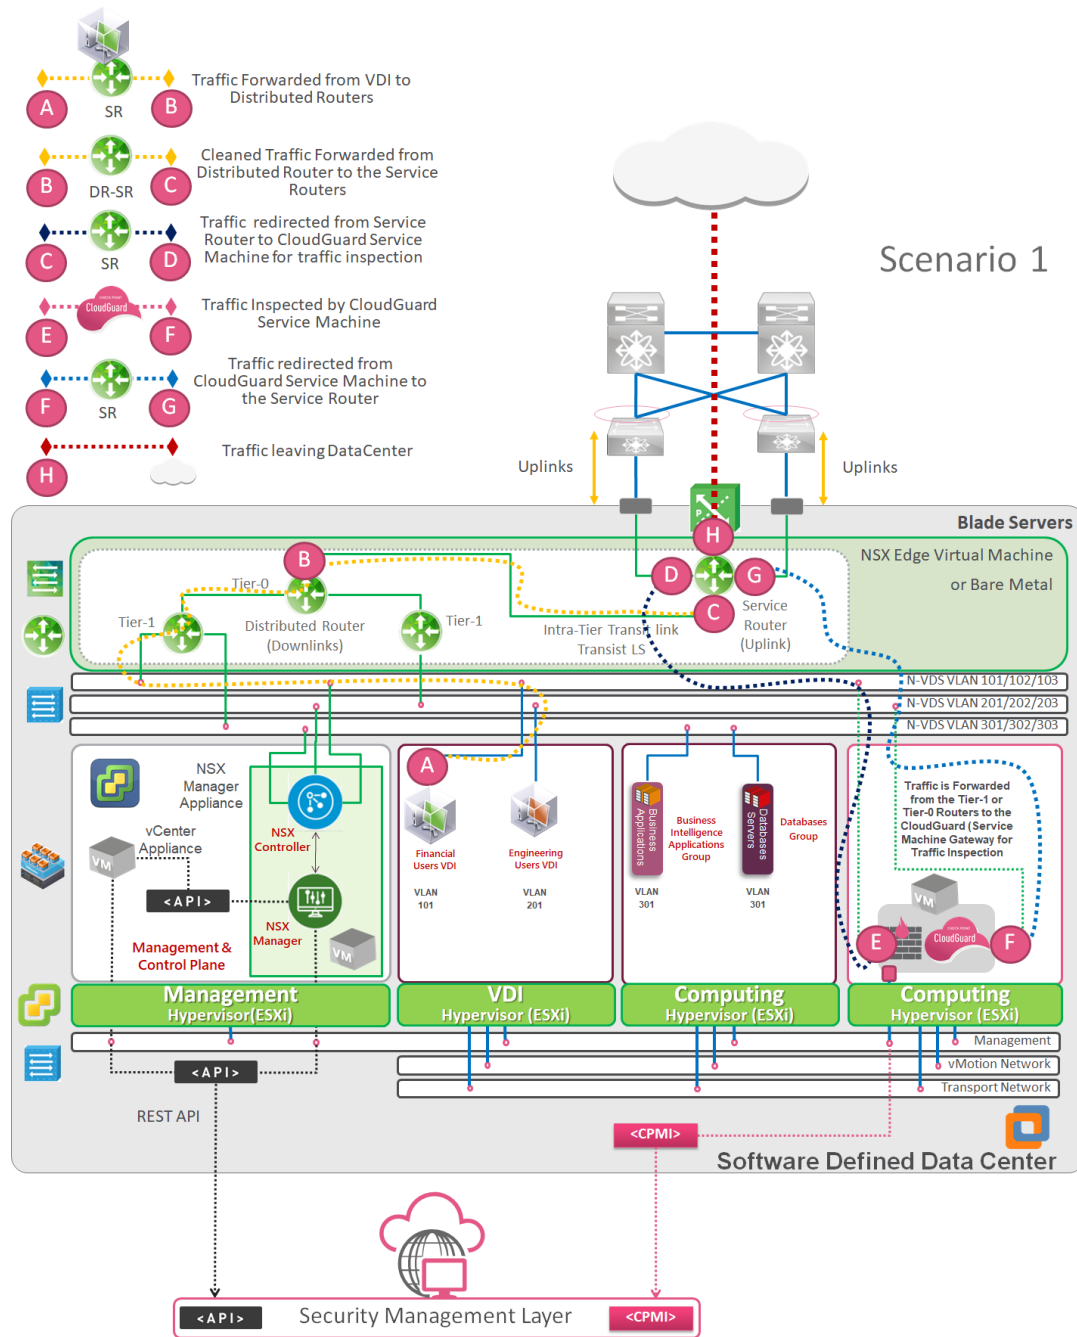 Traffic Forwarded from VDI to
Distributed Routers
A
SR
B
Cleaned Traffic Forwarded from
Distributed Router to the Service
Routers
B
DR-SR
C
Traffic redirected from Service
Router to CloudGuard Service
Machine for traffic inspection
C
SR
D
CHECK POINT
CloudGuard
Traffic Inspected by CloudGuard
Service Machine
E
F
Traffic redirected from
CloudGuard Service Machine to
the Service Router
F
SR
G
Traffic leaving DataCenter
H
Scenario 1
Uplinks
Uplinks
Blade Servers
NSX Edge Virtual Machine
or Bare Metal
H
B
D
G
C
Tier-0
Tier-1
Distributed Router
(Downlinks)
Tier-1
Intra-Tier Transit link
Transist LS
Service
Router
(Uplink)
N-VDS VLAN 101/102/103
N-VDS VLAN 201/202/203
N-VDS VLAN 301/302/303
NSX
Manager
Appliance
vCenter
Appliance
VM
<API>
NSX
Controller
NSX
Manager
VM
Management &
Control Plane
A
Financial
Users VDI
VLAN
101
Engineering
Users VDI
VLAN
201
Business
Applications
Business
Intelligence
Applications
Group
VLAN
301
Databases
Servers
Databases
Group
VLAN
301
Traffic is Forwarded
from the Tier-1 or
Tier-0 Routers to the
CloudGuard (Service
Machine Gateway for
Traffic Inspection
VM
E
CHECK POINT
CloudGuard
F
Management
Hypervisor(ESXi)
VDI
Hypervisor (ESXi)
Computing
Hypervisor (ESXi)
Computing
Hypervisor (ESXi)
Management
vMotion Network
Transport Network
<API>
REST API
<CPMI>
Software Defined Data Center
<API>
Security Management Layer
<CPMI>